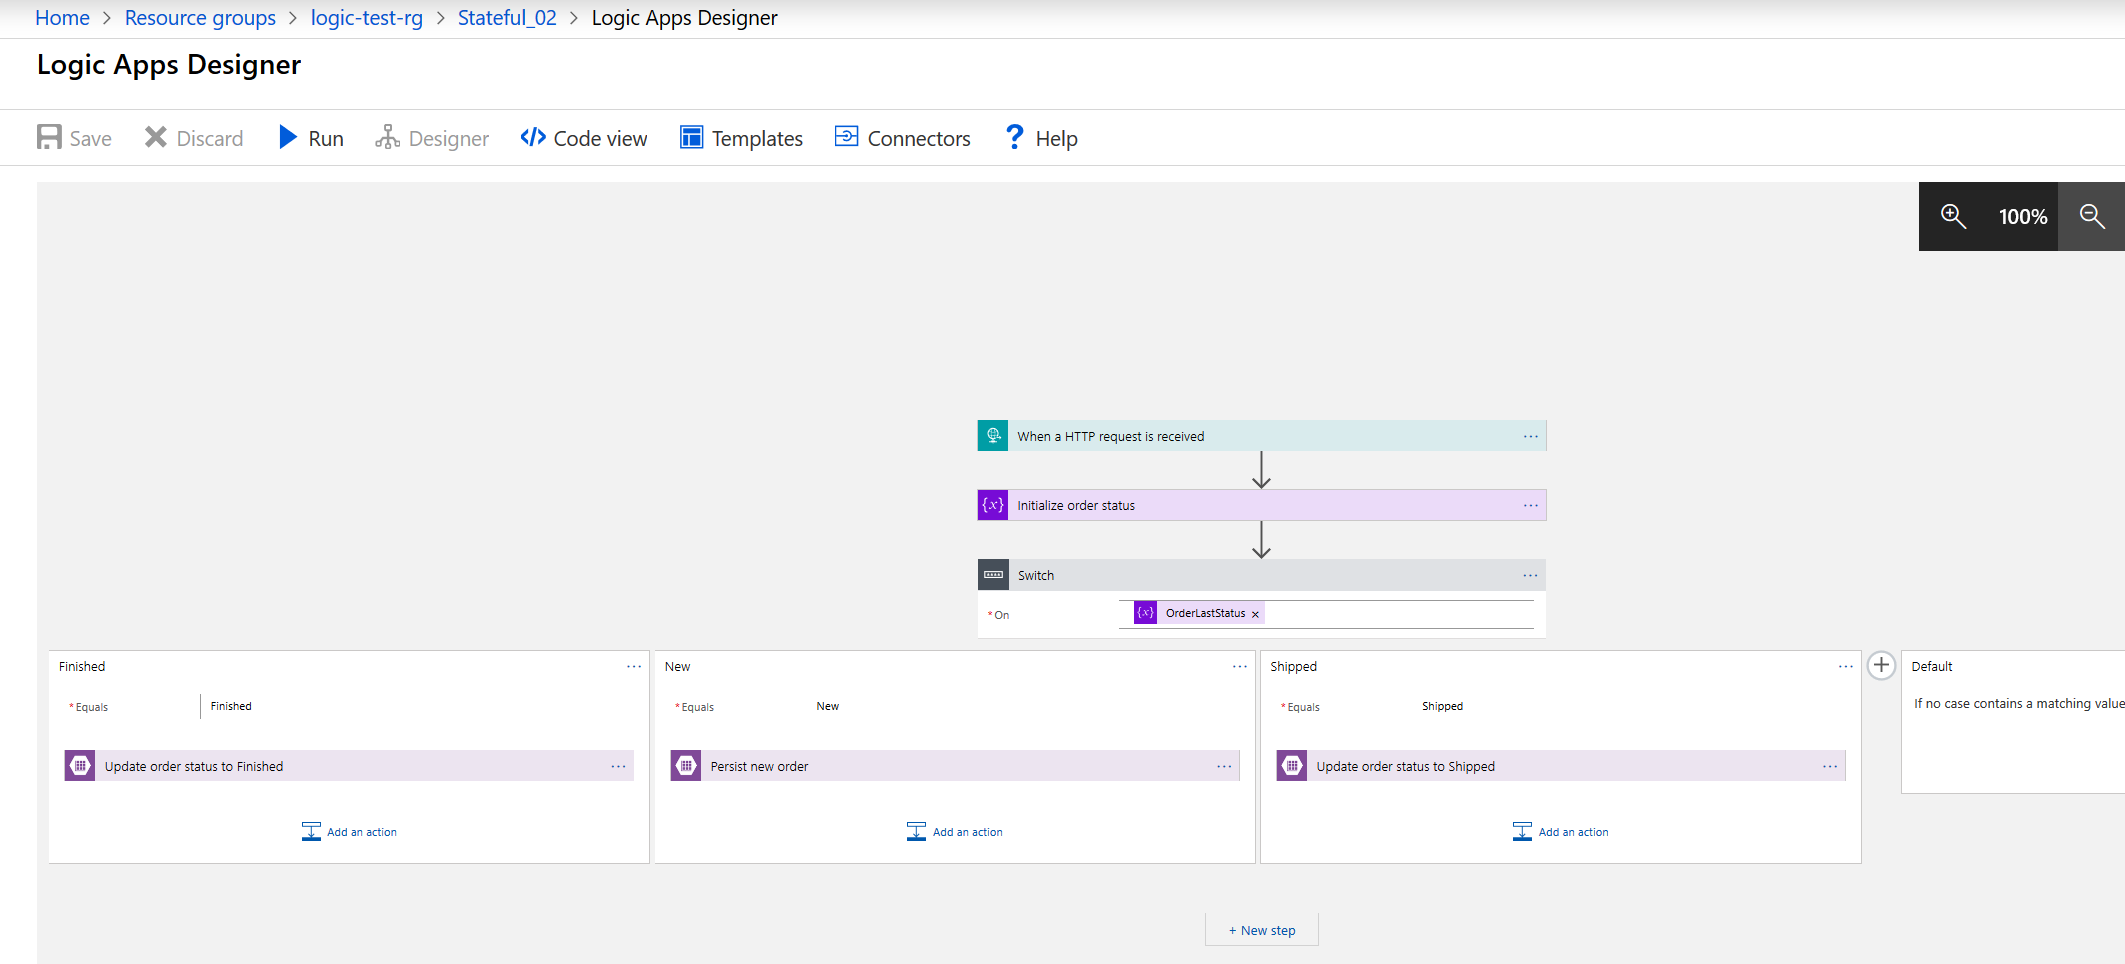 Home > Resource groups > logic-test-rg > Stateful_02 > Logic Apps Designer
Logic Apps Designer
Save Discard Run Designer </> Code view Templates Connectors ? Help
100%
When a HTTP request is received ...
{x} Initialize order status ...
Switch ...
* On {x} OrderLastStatus ×
Finished ... New ... Shipped ... + Default
* Equals Finished * Equals New * Equals Shipped If no case contains a matching value
Update order status to Finished ... Persist new order ... Update order status to Shipped ...
Add an action Add an action Add an action
+ New step